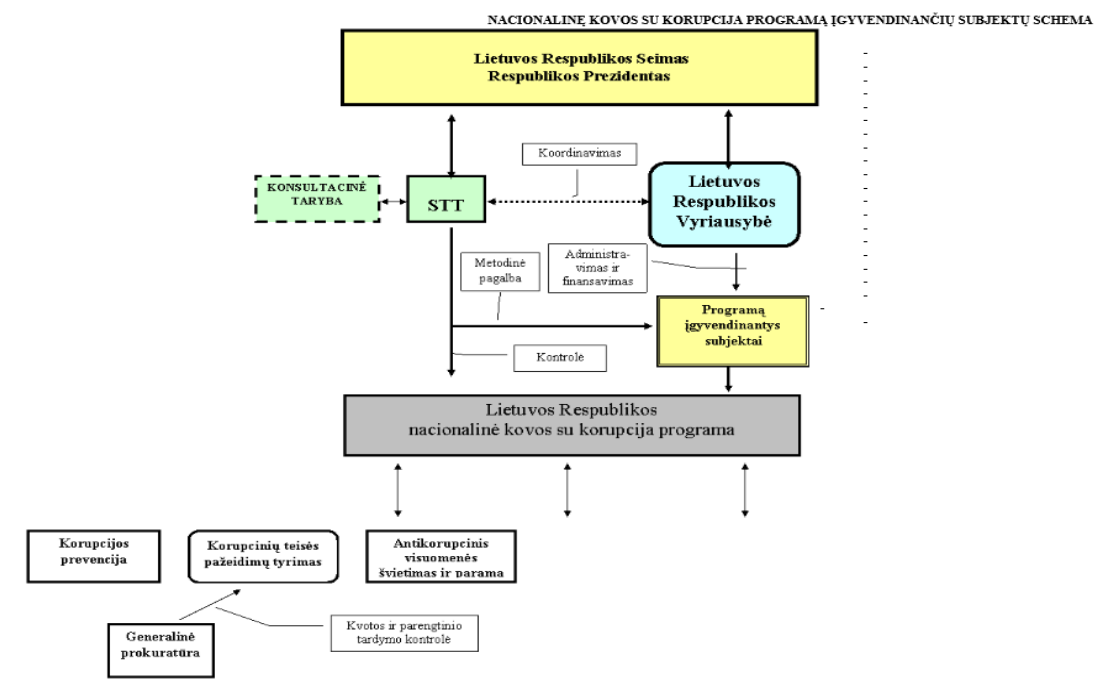 NACIONALINĘ KOVOS SU KORUPCIJA PROGRAMĄ ĮGYVENDINANČIŲ SUBJEKTŲ SCHEMA
Lietuvos Respublikos Seimas
Respublikos Prezidentas
Koordinavimas
KONSULTACINĖ
TARYBA
STT
Lietuvos
Respublikos
Vyriausybė
Metodinė
pagalba
Administra-
vimas ir
finansavimas
Programą
įgyvendinantys
subjektai
Kontrolė
Lietuvos Respublikos
nacionalinė kovos su korupcija programa
Korupcijos
prevencija
Korupcinių teisės
pažeidimų tyrimas
Antikorupcinis
visuomenės
švietimas ir parama
Generalinė
prokuratūra
Kvotos ir parengtinio
tardymo kontrolė